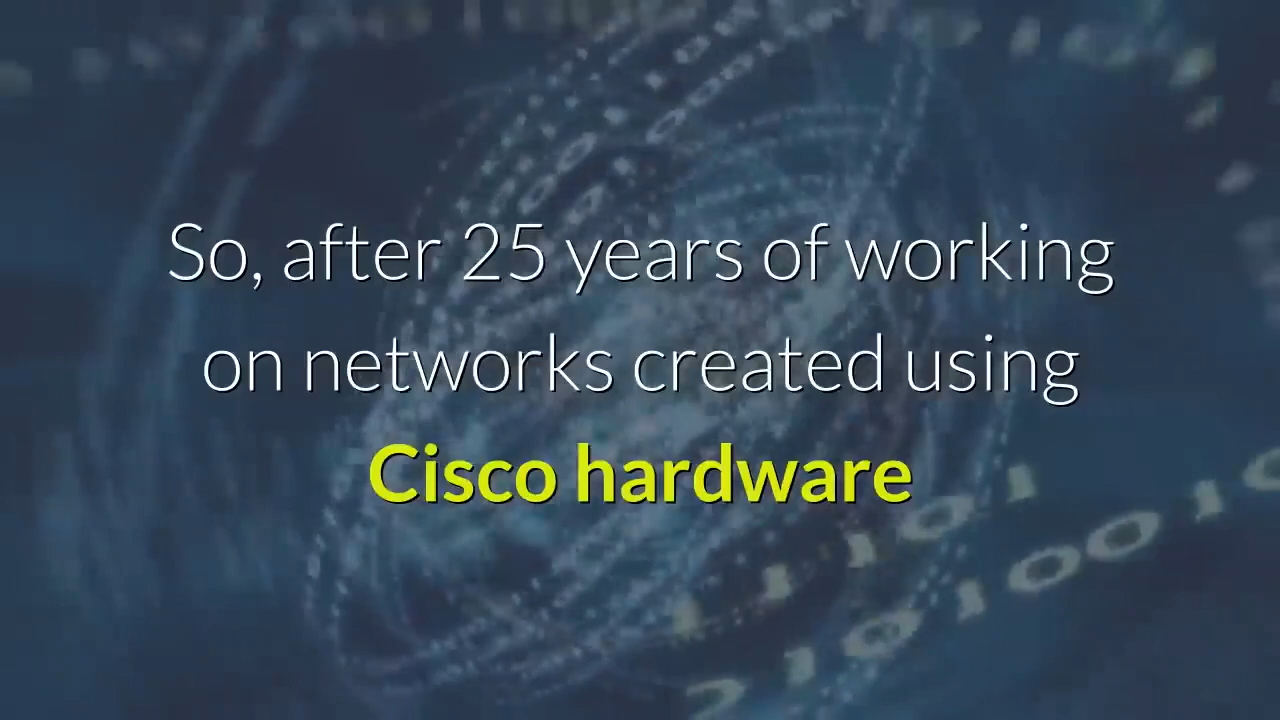 So, after 25 years of working
on networks created using
Cisco hardware